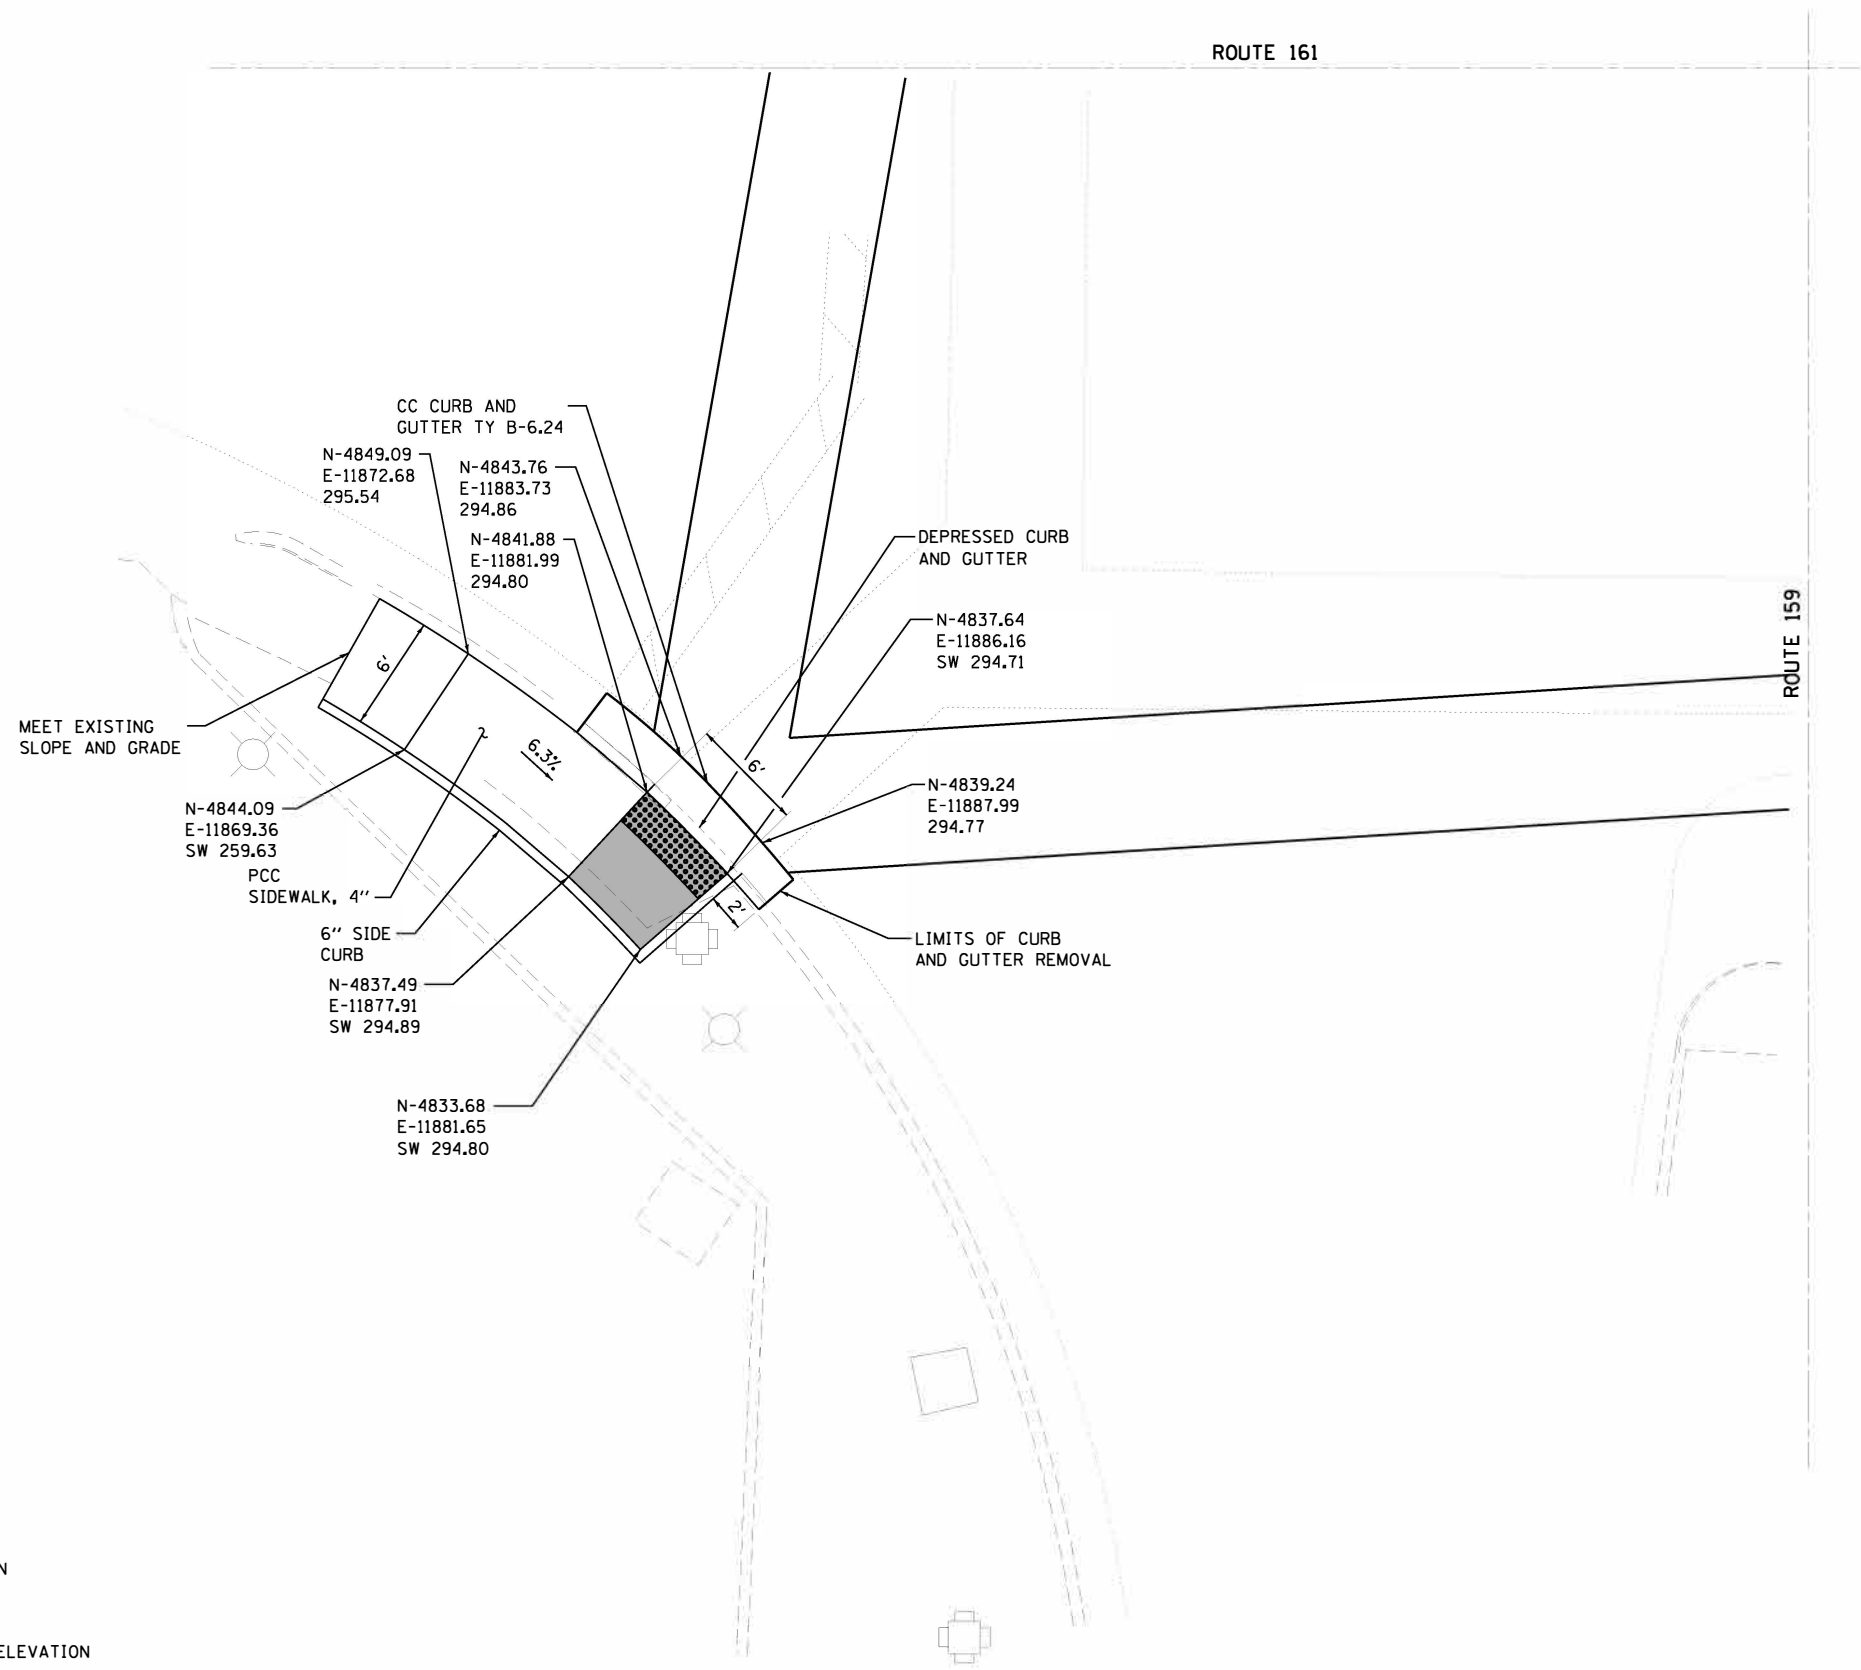 ROUTE 161
CC CURB AND
GUTTER TY B-6.24
N-4849.09
E-11872.68
295.54
N-4843.76
E-11883.73
294.86
N-4841.88
E-11881.99
294.80
DEPRESSED CURB
AND GUTTER
N-4837.64
E-11886.16
SW 294.71
ROUTE 159
6'
MEET EXISTING
SLOPE AND GRADE
6.3%
6'
N-4839.24
E-11887.99
294.77
N-4844.09
E-11869.36
SW 259.63
PCC
SIDEWALK, 4''
2'
6'' SIDE
CURB
LIMITS OF CURB
AND GUTTER REMOVAL
N-4837.49
E-11877.91
SW 294.89
N-4833.68
E-11881.65
SW 294.80
N
ELEVATION